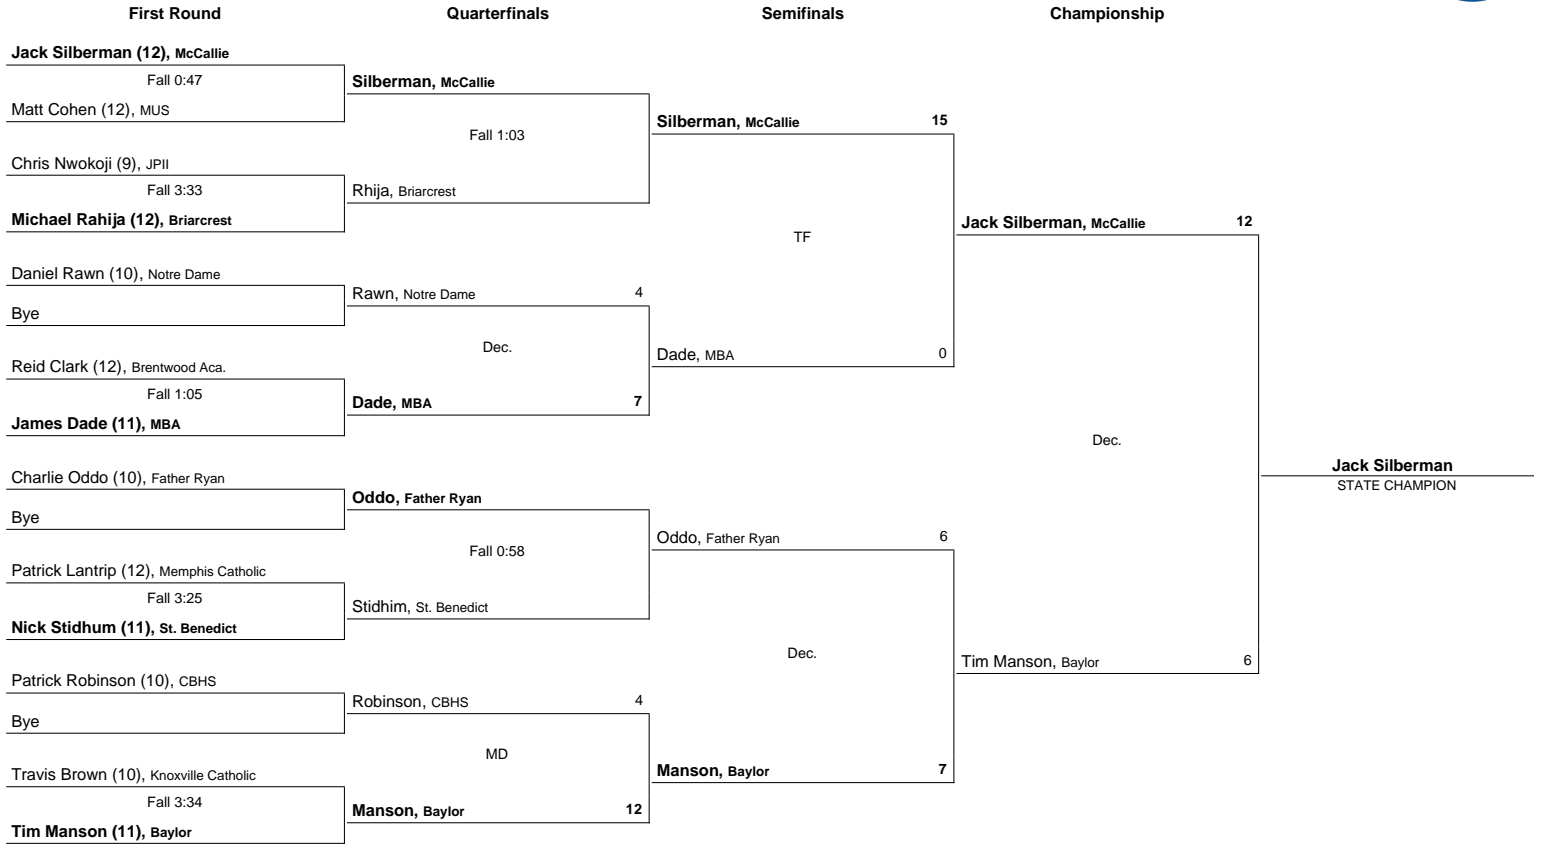 First Round Quarterfinals Semifinals Championship
Jack Silberman (12), McCallie
Fall 0:47
Matt Cohen (12), MUS
Chris Nwokoji (9), JPII
Fall 3:33
Michael Rahija (12), Briarcrest
Daniel Rawn (10), Notre Dame
Bye
Reid Clark (12), Brentwood Aca.
Fall 1:05
James Dade (11), MBA
Charlie Oddo (10), Father Ryan
Bye
Patrick Lantrip (12), Memphis Catholic
Fall 3:25
Nick Stidhum (11), St. Benedict
Patrick Robinson (10), CBHS
Bye
Travis Brown (10), Knoxville Catholic
Fall 3:34
Tim Manson (11), Baylor
Silberman, McCallie
Fall 1:03
Rhija, Briarcrest
Rawn, Notre Dame 4
Dec.
Dade, MBA 7
Oddo, Father Ryan
Fall 0:58
Stidhim, St. Benedict
Robinson, CBHS 4
MD
Manson, Baylor 12
Silberman, McCallie 15
TF
Dade, MBA 0
Oddo, Father Ryan 6
Dec.
Manson, Baylor 7
Jack Silberman, McCallie 12
Dec.
Tim Manson, Baylor 6
Jack Silberman
STATE CHAMPION